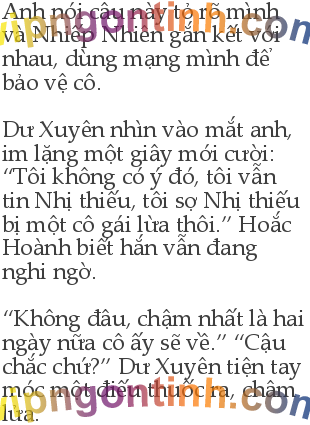 Anh nói câu này tỏ rõ mình
và Nhiếp Nhiên gắn kết với
nhau, dùng mạng mình để
bảo vệ cô.
Dư Xuyên nhìn vào mắt anh,
im lặng một giây mới cười:
“Tôi không có ý đó, tôi vẫn
tin Nhị thiếu, tôi sợ Nhị thiếu
bị một cô gái lừa thôi.” Hoắc
Hoành biết hắn vẫn đang
nghi ngờ.
“Không đâu, chậm nhất là hai
ngày nữa cô ấy sẽ về.” “Cậu
chắc chứ?” Dư Xuyên tiện tay
móc một điếu thuốc ra, châm
lửa.
vipngontinh.com
vipngontinh.com